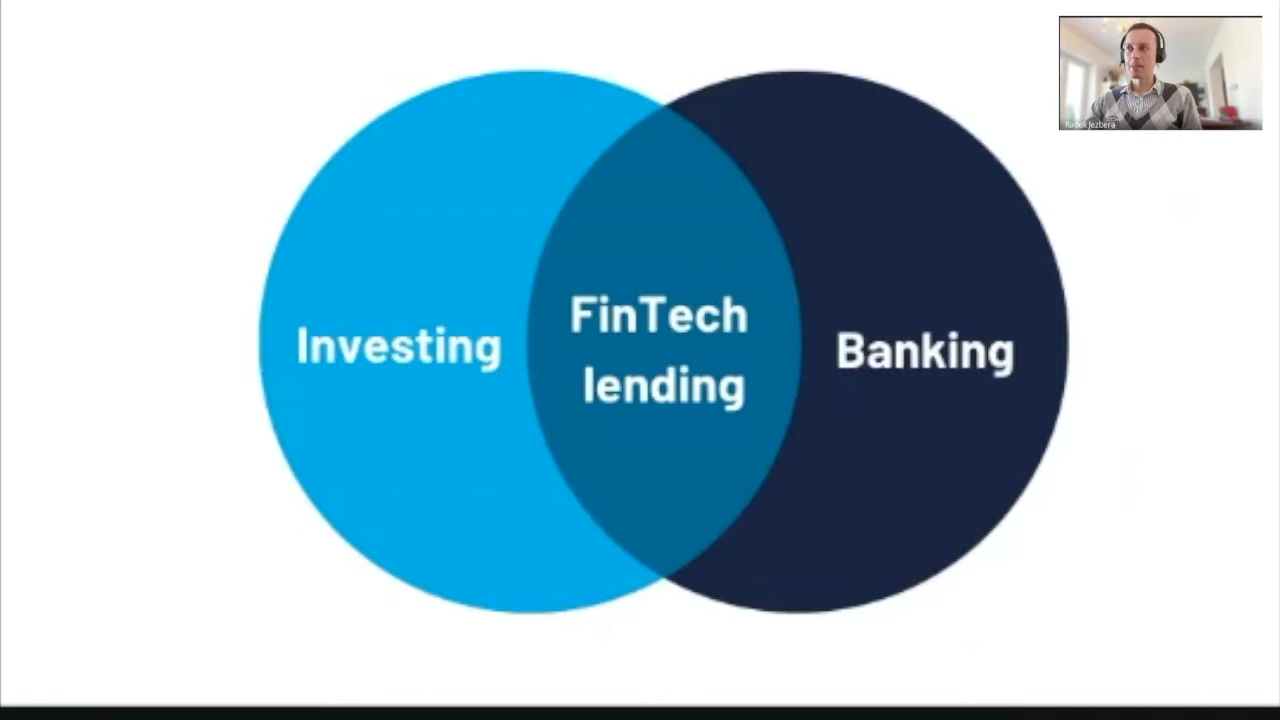 Radek Jezbera
Investing
FinTech
lending
Banking